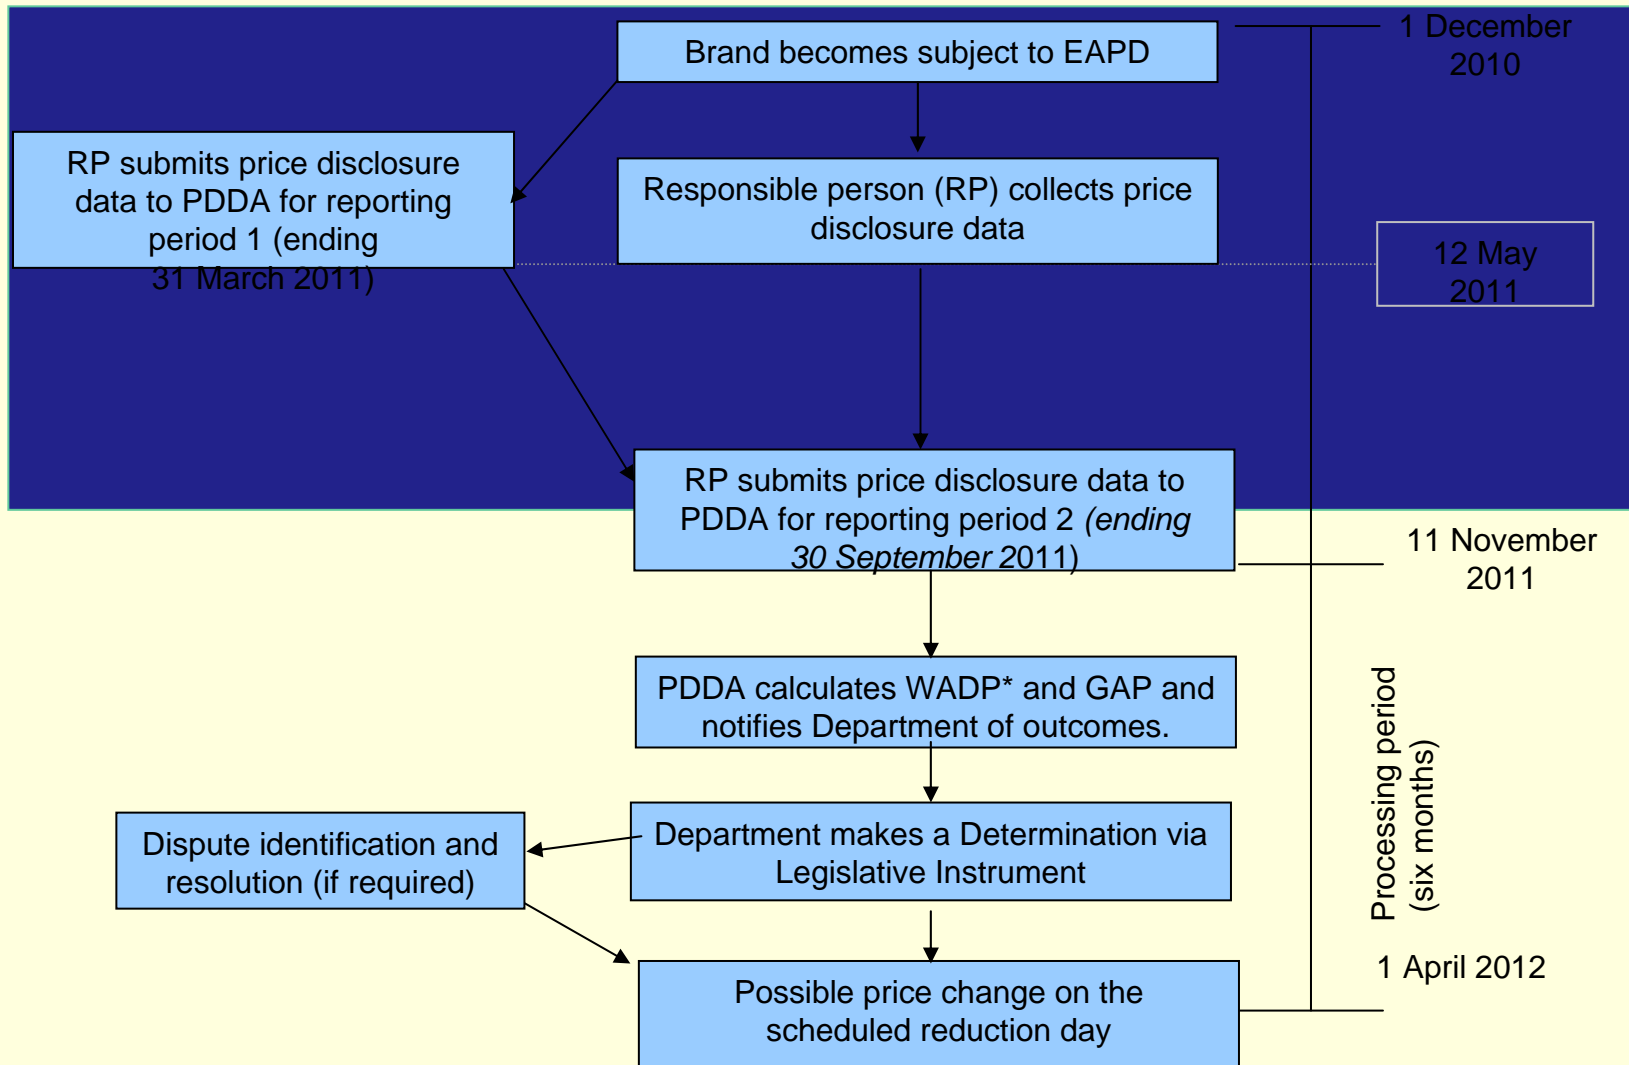 Brand becomes subject to EAPD
1 December
2010
RP submits price disclosure
data to PDDA for reporting
period 1 (ending
31 March 2011)
Responsible person (RP) collects price
disclosure data
12 May
2011
RP submits price disclosure data to
PDDA for reporting period 2 (ending
30 September 2011)
11 November
2011
PDDA calculates WADP* and GAP and
notifies Department of outcomes.
Processing period
(six months)
Dispute identification and
resolution (if required)
Department makes a Determination via
Legislative Instrument
1 April 2012
Possible price change on the
scheduled reduction day